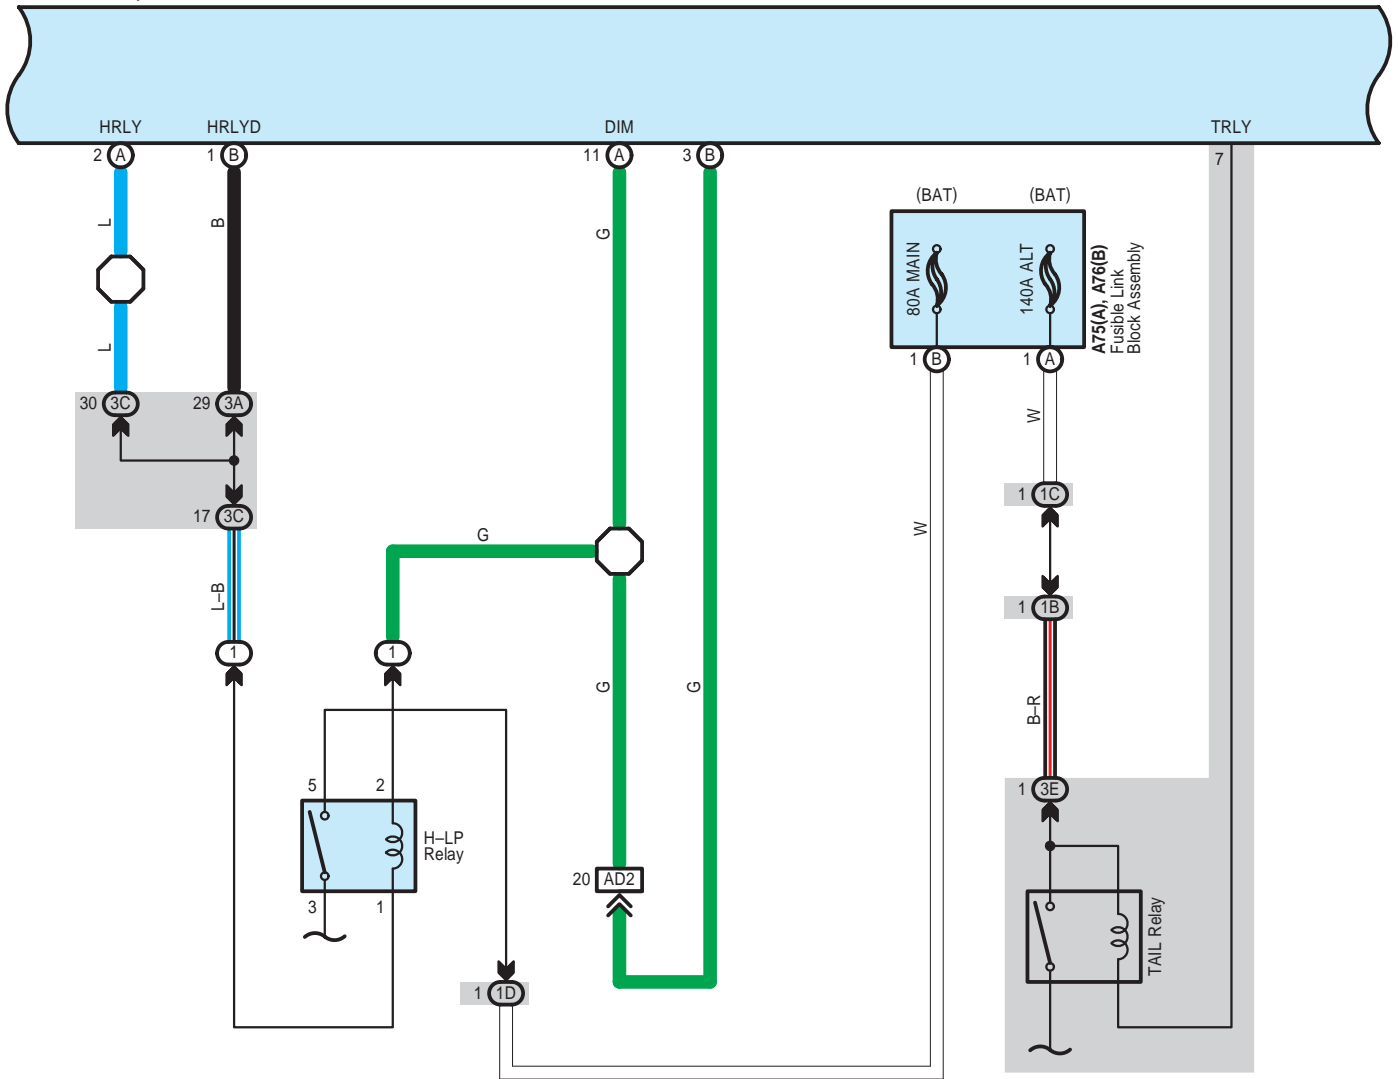 HRLY HRLYD DIM TRLY
2 A 1 B 11 A 3 B 7
(BAT) (BAT)
L B G
80A MAIN 140A ALT
A75(A), A76(B)
Fusible Link
Block Assembly
L
1 B 1 A
30 3C 29 3A
W
1 1C
17 3C
G
W
L–B
1 1B
1 1
G G
B–R
5 2
1 3E
H–LP
Relay
20 AD2
3 1
TAIL Relay
1 1D